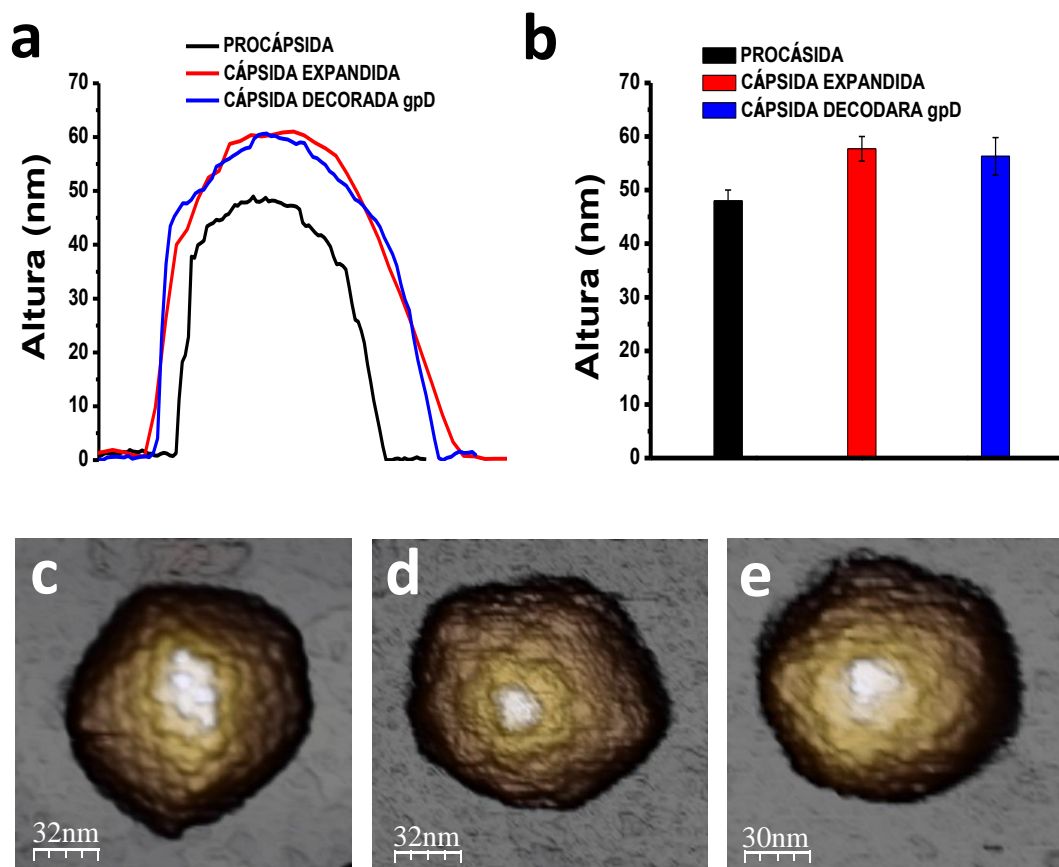 a
PROCÁPSIDA
CÁPSIDA EXPANDIDA
CÁPSIDA DECORADA gpD
70
60
50
40
30
20
10
0
Altura (nm)
b
PROCÁSIDA
CÁPSIDA EXPANDIDA
CÁPSIDA DECODARA gpD
70
60
50
40
30
20
10
0
Altura (nm)
c
32nm
d
32nm
e
30nm